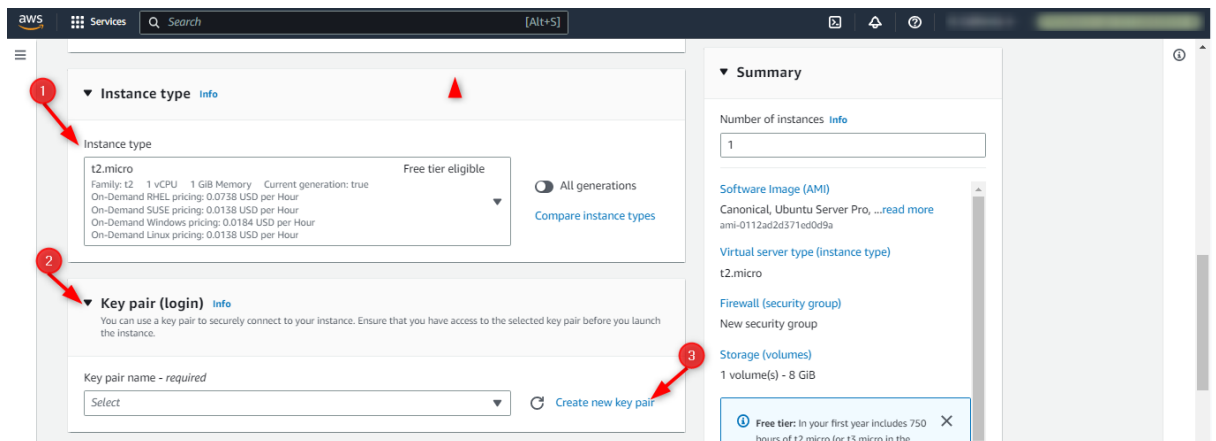 aws
Services
Search
[Alt+S]
1
Instance type Info
Instance type
t2.micro
Free tier eligible
Family: t2 1 vCPU 1 GiB Memory Current generation: true
On-Demand RHEL pricing: 0.0738 USD per Hour
On-Demand SUSE pricing: 0.0138 USD per Hour
On-Demand Windows pricing: 0.0184 USD per Hour
On-Demand Linux pricing: 0.0138 USD per Hour
All generations
Compare instance types
2
Key pair (login) Info
You can use a key pair to securely connect to your instance. Ensure that you have access to the selected key pair before you launch
the instance.
3
Key pair name - required
Select
Create new key pair
Summary
Number of instances Info
1
Software Image (AMI)
Canonical, Ubuntu Server Pro, ...read more
ami-0112ad2d371ed0d9a
Virtual server type (instance type)
t2.micro
Firewall (security group)
New security group
Storage (volumes)
1 volume(s) - 8 GiB
Free tier: In your first year includes 750
hours of t2.micro (or t3.micro in the